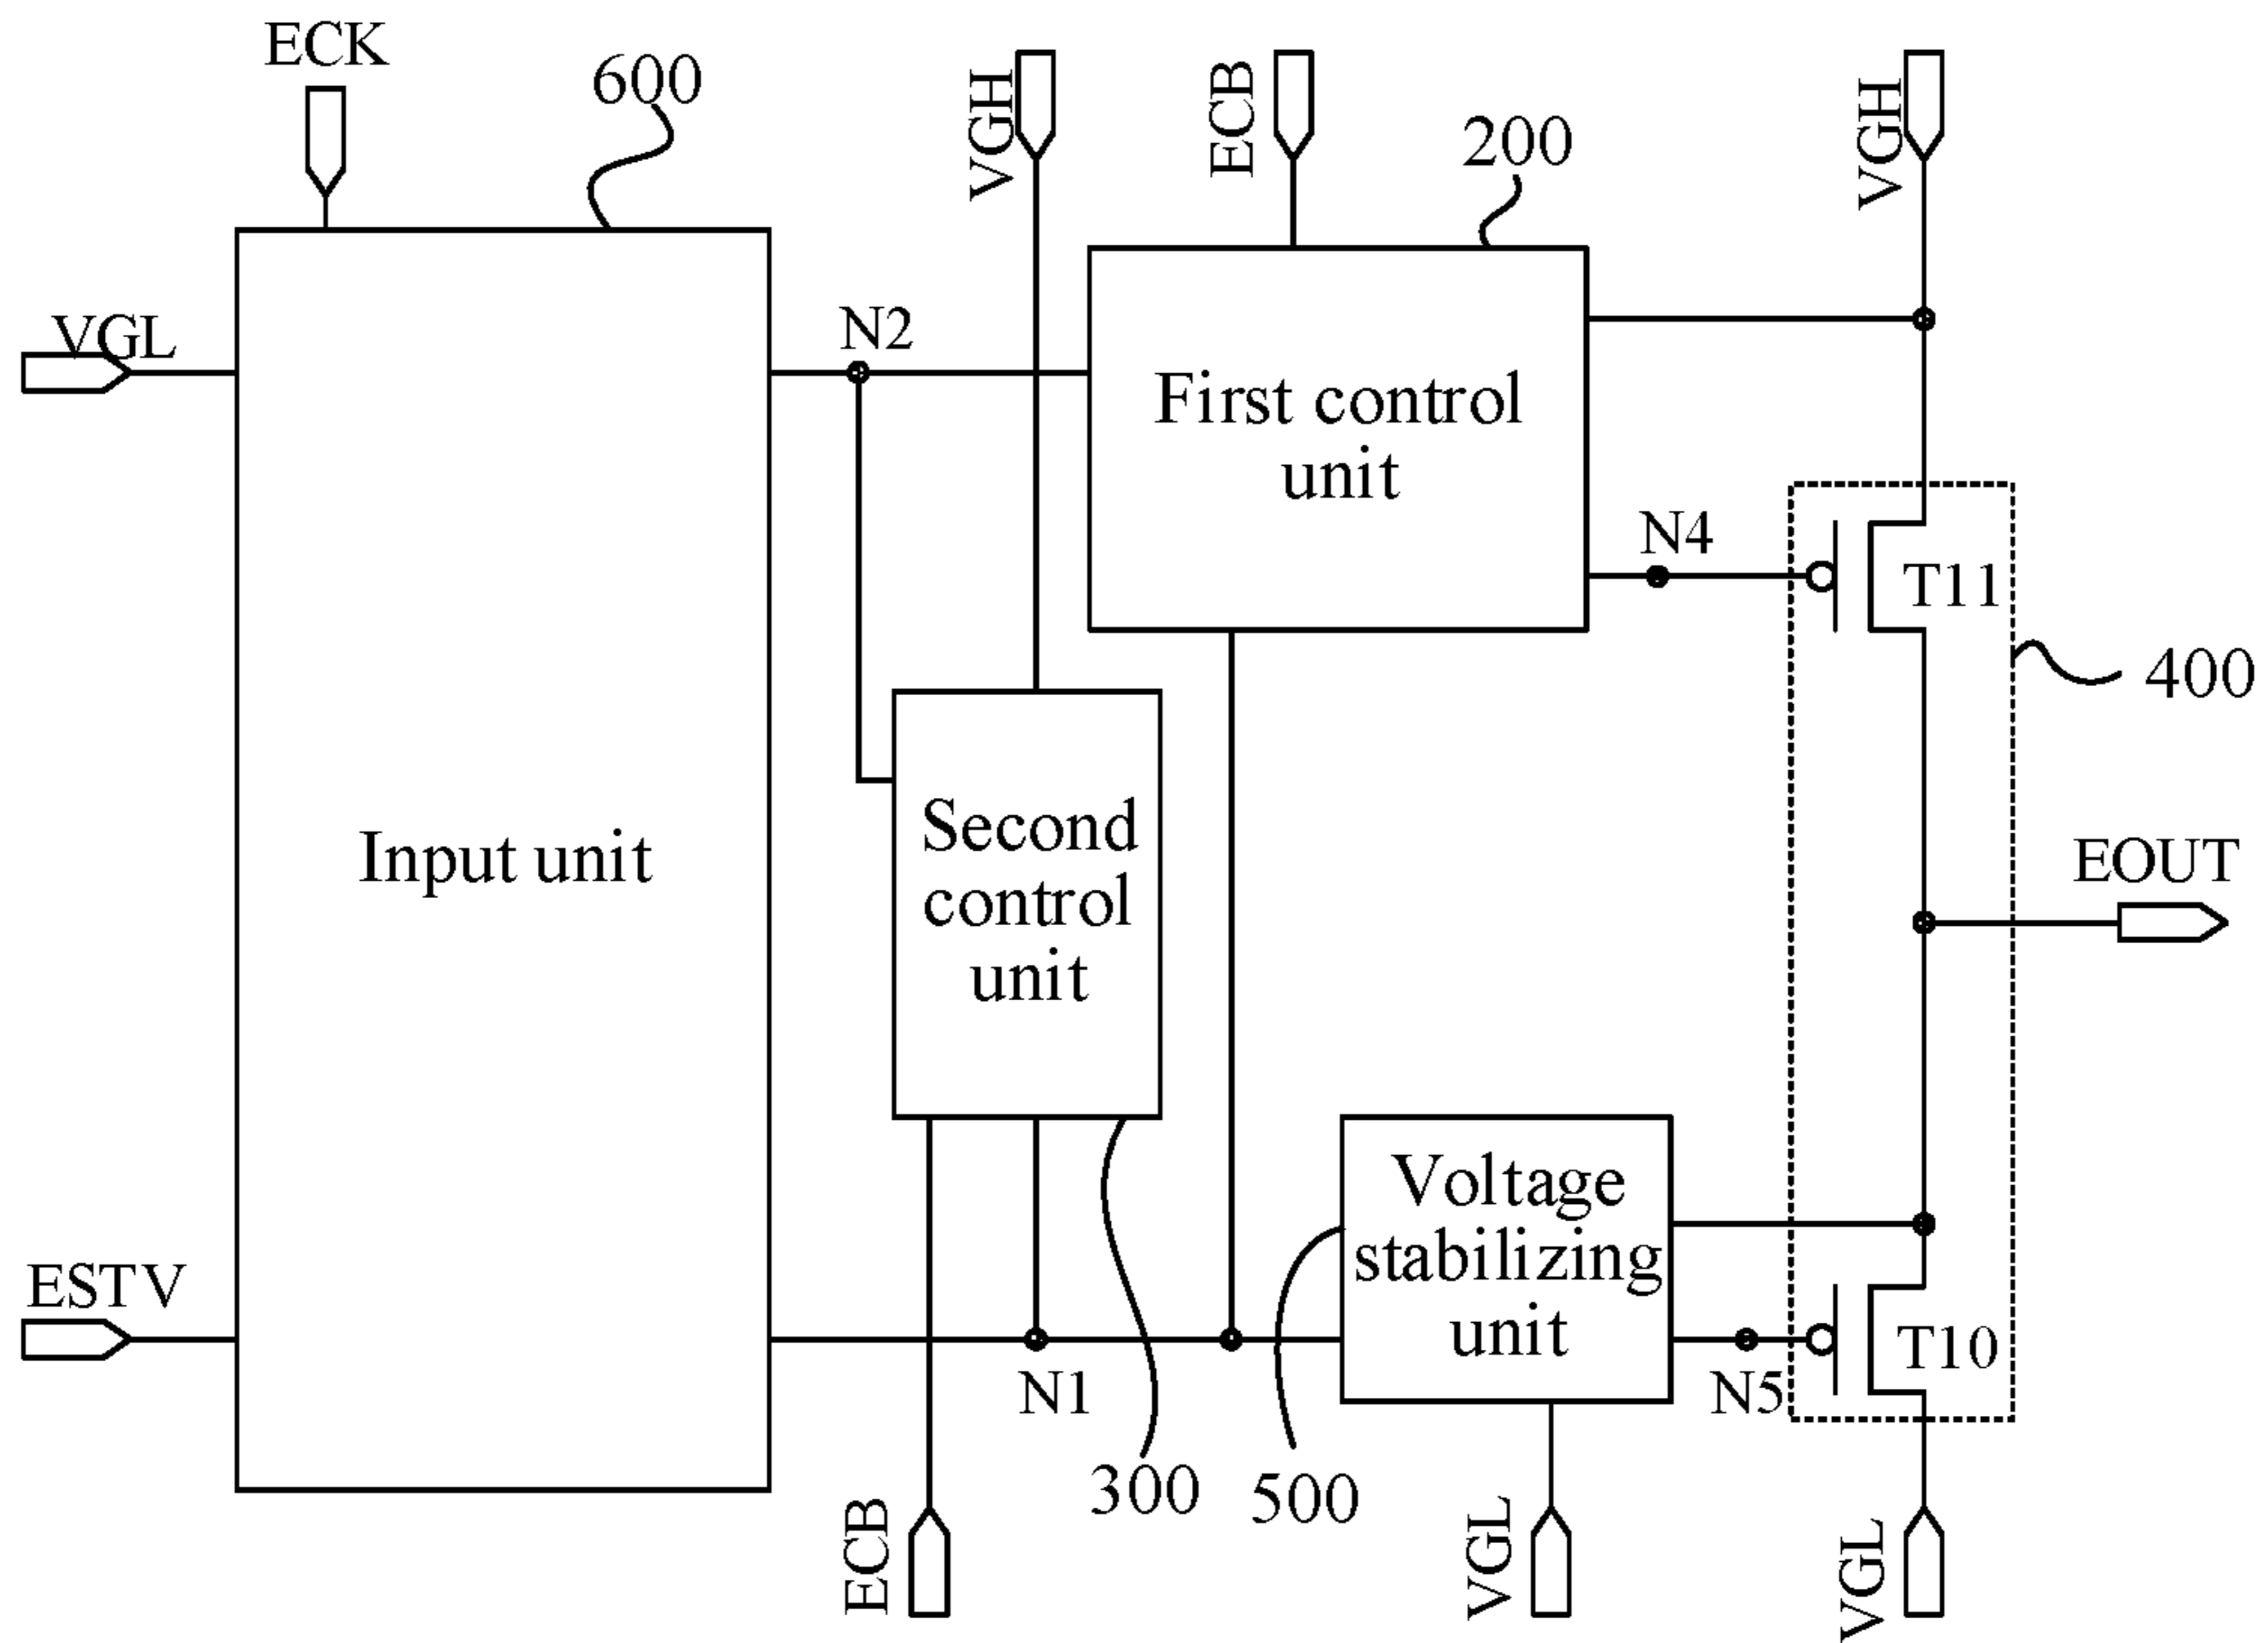 ECK
600
VGH
ECB
200
VGH
VGL
N2
First control
unit
N4
T11
400
Input unit
Second
control
unit
EOUT
ESTV
Voltage
stabilizing
unit
N1
N5
T10
300
500
ECB
VGL
VGL